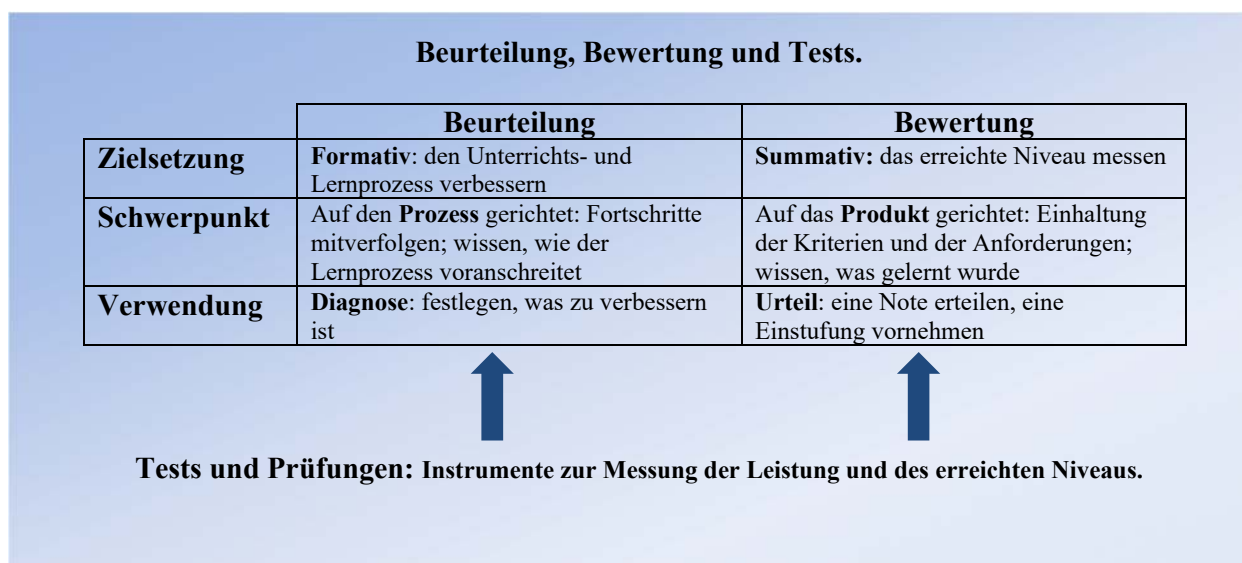 Beurteilung, Bewertung und Tests.
Beurteilung Bewertung
Zielsetzung Formativ: den Unterrichts- und Summativ: das erreichte Niveau messen
Lernprozess verbessern
Schwerpunkt Auf den Prozess gerichtet: Fortschritte Auf das Produkt gerichtet: Einhaltung
mitverfolgen; wissen, wie der der Kriterien und der Anforderungen;
Lernprozess voranschreitet wissen, was gelernt wurde
Verwendung Diagnose: festlegen, was zu verbessern Urteil: eine Note erteilen, eine
ist Einstufung vornehmen
Tests und Prüfungen: Instrumente zur Messung der Leistung und des erreichten Niveaus.